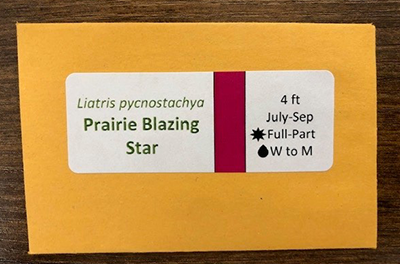 Liatris pycnostachya
Prairie Blazing
Star
4 ft
July-Sep
Full-Part
W to M